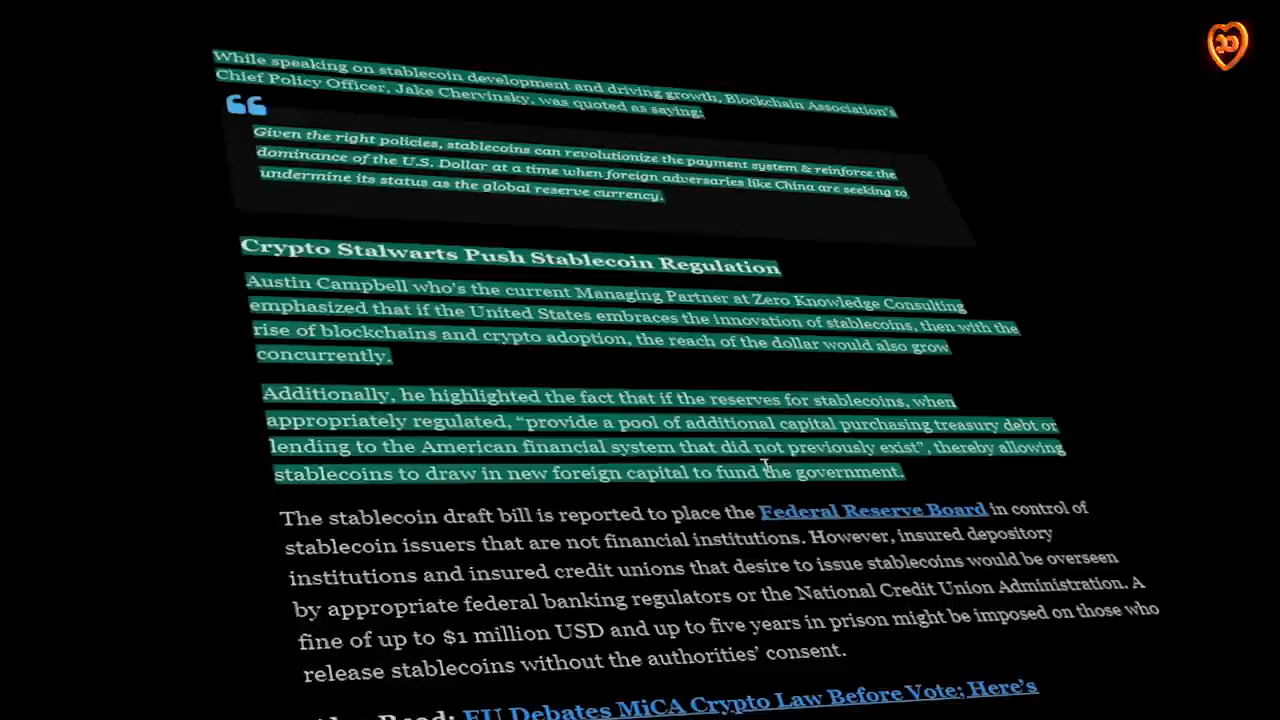 While speaking on stablecoin development and driving growth, Blockchain Association's
Chief Policy Officer, Jake Chervinsky, was quoted as saying:
Given the right policies, stablecoins can revolutionize the payment system & reinforce the
dominance of the U.S. Dollar at a time when foreign adversaries like China are seeking to
undermine its status as the global reserve currency.
Crypto Stalwarts Push Stablecoin Regulation
Austin Campbell who's the current Managing Partner at Zero Knowledge Consulting
emphasized that if the United States embraces the innovation of stablecoins, then with the
rise of blockchains and crypto adoption, the reach of the dollar would also grow
concurrently.
Additionally, he highlighted the fact that if the reserves for stablecoins, when
appropriately regulated, “provide a pool of additional capital purchasing treasury debt or
lending to the American financial system that did not previously exist”, thereby allowing
stablecoins to draw in new foreign capital to fund the government.
The stablecoin draft bill is reported to place the Federal Reserve Board in control of
stablecoin issuers that are not financial institutions. However, insured depository
institutions and insured credit unions that desire to issue stablecoins would be overseen
by appropriate federal banking regulators or the National Credit Union Administration. A
fine of up to $1 million USD and up to five years in prison might be imposed on those who
release stablecoins without the authorities’ consent.
Read: EU Debates MiCA Crypto Law Before Vote; Here’s